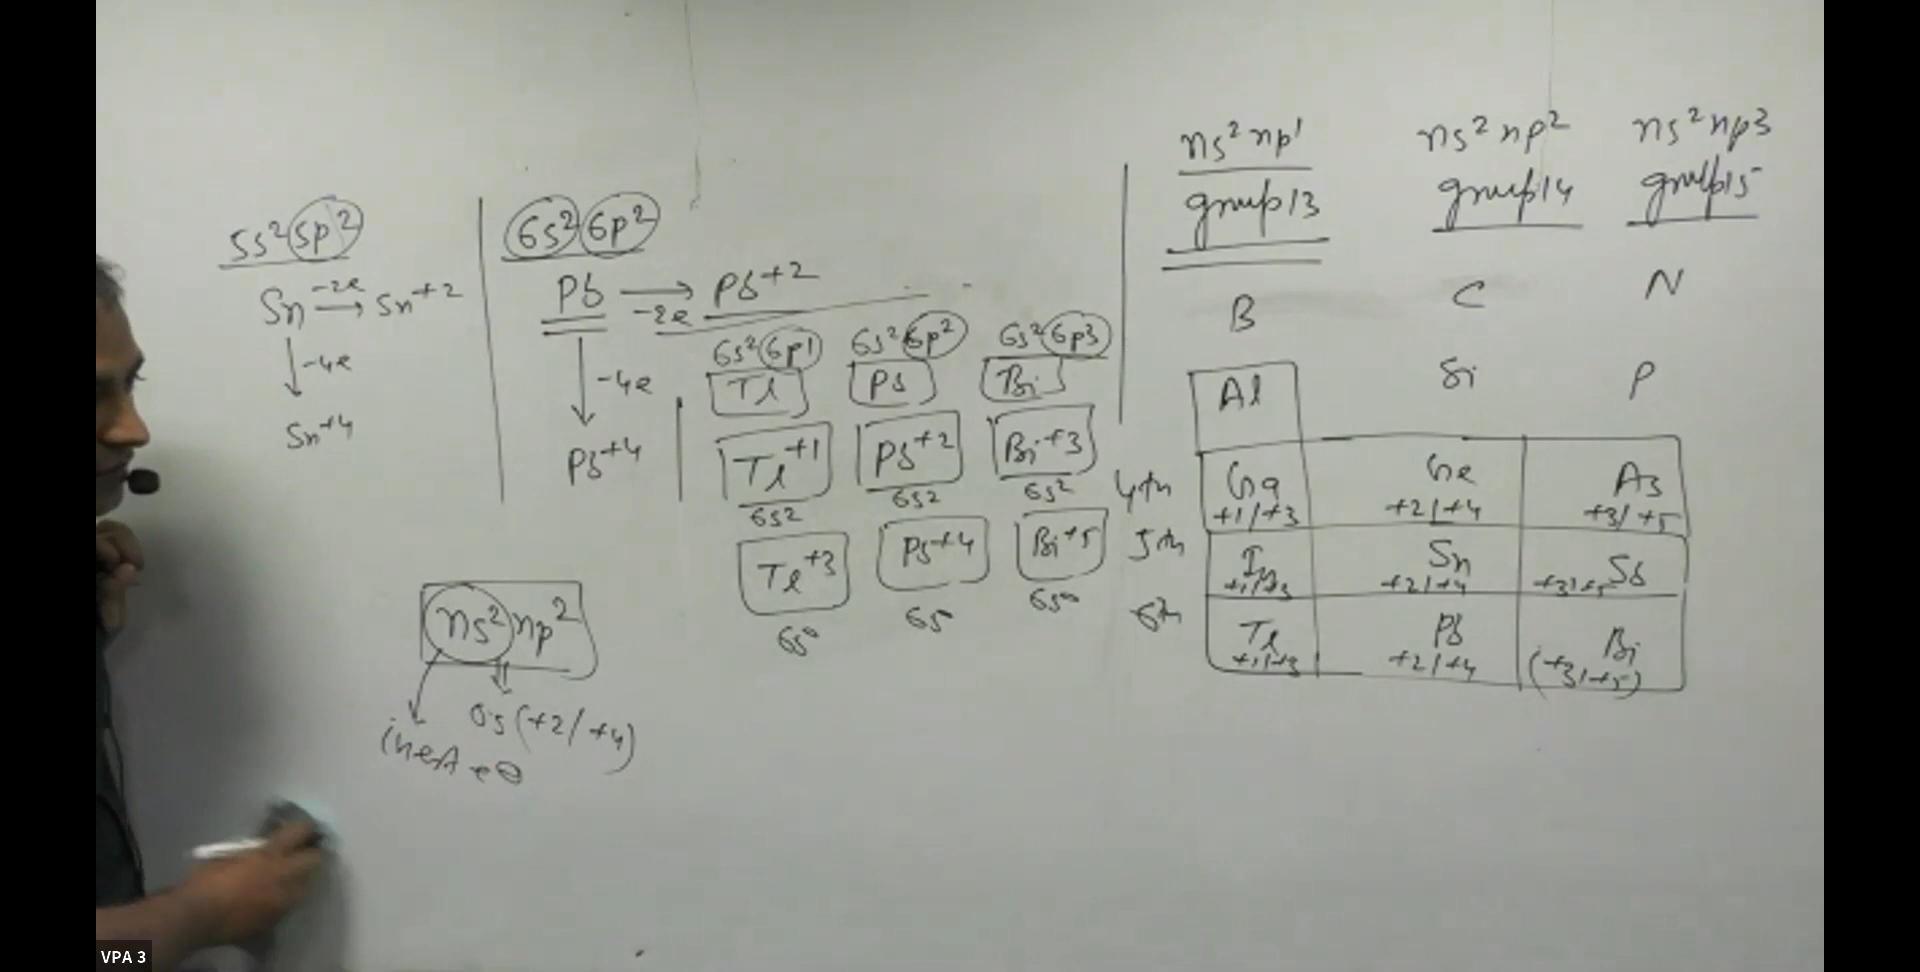 5s² 5p²
Sn -2e → Sn+2
↓ -4e
Sn+4
6s² 6p²
Pb → Pb+2
-2e
↓ -4e
Pb+4
6s² 6p¹ 6s² 6p² 6s² 6p3
Tl Pb Bi
Tl+1 Pb+2 Bi+3
6s2 6s2 6s²
Tl+3 Pb+4 Bi+5
6s° 6s° 6s°
ns² np²
os (+2/+4)
inert e⊖
ns² np¹ ns² np² ns² np3
group 13 group 14 group 15
B C N
Al Si P
4th Ga Ge As
+1/+3 +2/+4 +3/+5
5th In Sn Sb
+1/+3 +2/+4 +3/+5
6th Tl Pb Bi
+1/+3 +2/+4 (+3/+5)
VPA 3